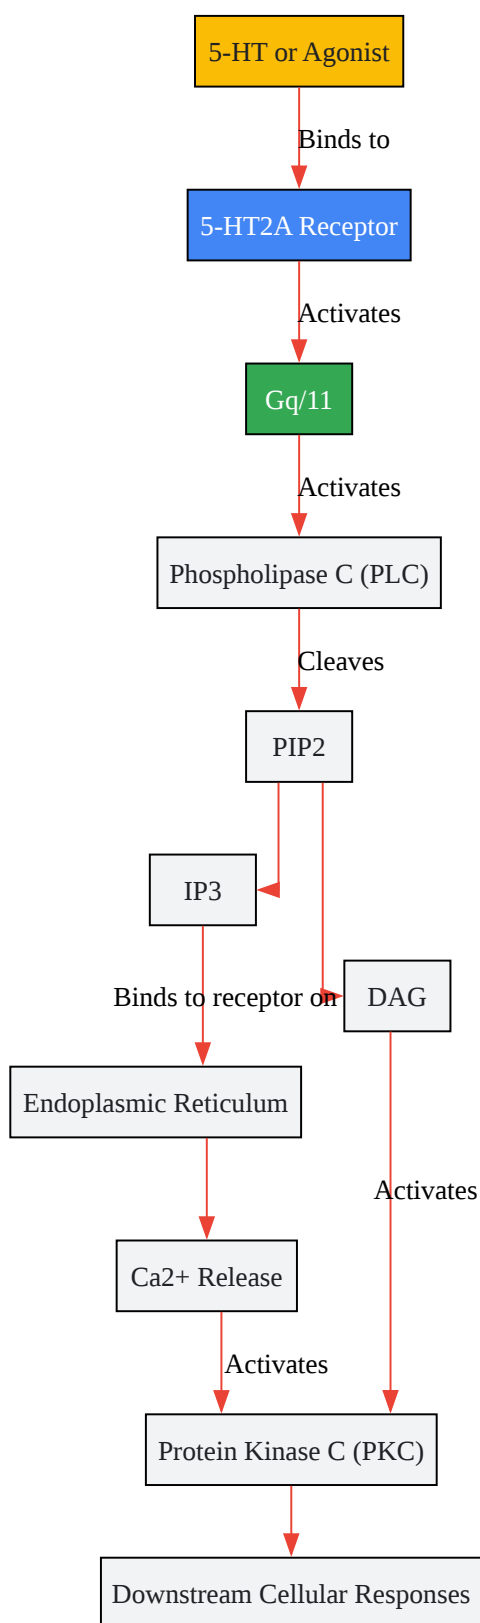 5-HT or Agonist
Binds to
5-HT2A Receptor
Activates
Gq/11
Activates
Phospholipase C (PLC)
Cleaves
PIP2
IP3
Binds to receptor on
DAG
Endoplasmic Reticulum
Activates
Ca2+ Release
Activates
Protein Kinase C (PKC)
Downstream Cellular Responses